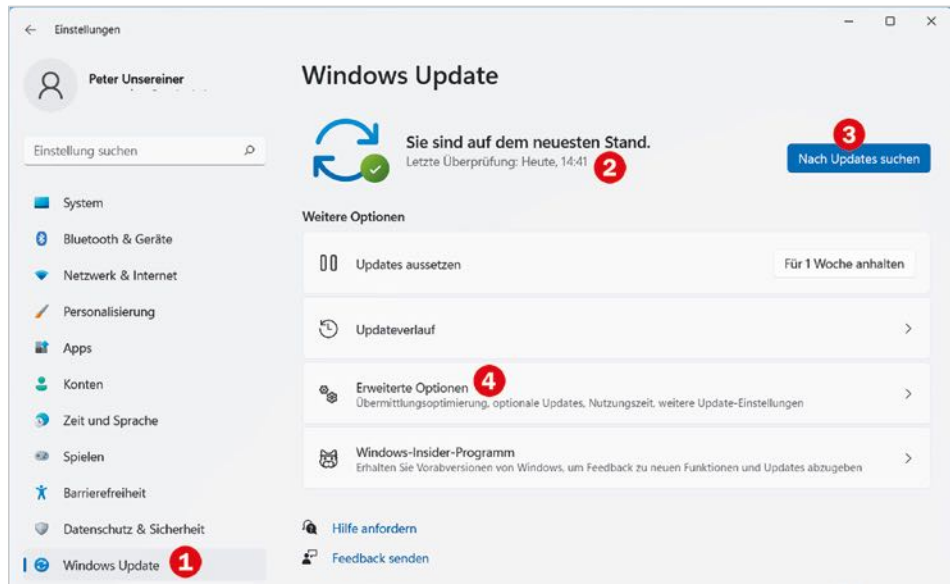 Einstellungen
Peter Unsereiner
Einstellung suchen
System
Bluetooth & Geräte
Netzwerk & Internet
Personalisierung
Apps
Konten
Zeit und Sprache
Spielen
Barrierefreiheit
Datenschutz & Sicherheit
Windows Update 1
Windows Update
Sie sind auf dem neuesten Stand.
Letzte Überprüfung: Heute, 14:41 2
3
Nach Updates suchen
Weitere Optionen
Updates aussetzen
Für 1 Woche anhalten
Updateverlauf
Erweiterte Optionen 4
Übermittlungsoptimierung, optionale Updates, Nutzungszeit, weitere Update-Einstellungen
Windows-Insider-Programm
Erhalten Sie Vorabversionen von Windows, um Feedback zu neuen Funktionen und Updates abzugeben
Hilfe anfordern
Feedback senden